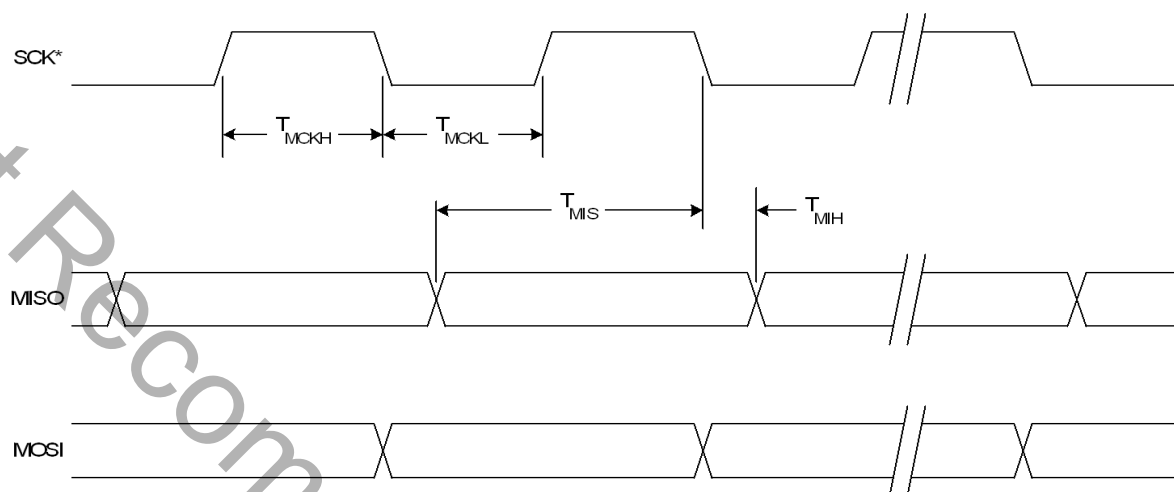 SCK*
TMCKH
TMCKL
TMIS
TMIH
MISO
MOSI
t Recom